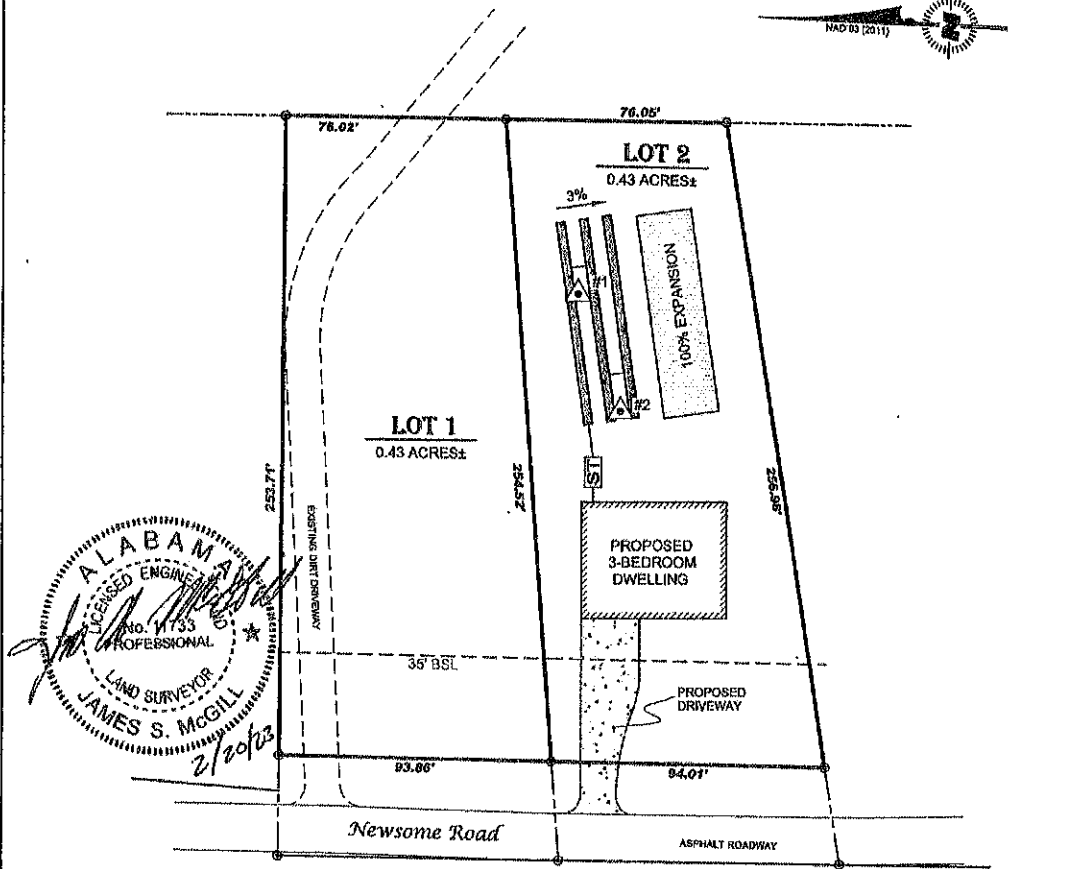 NAD 83 (2011)
N
76.02'
76.05'
LOT 2
0.43 ACRES±
3%
#1
100% EXPANSION
#2
LOT 1
0.43 ACRES±
253.71'
254.52'
256.96'
ST
EXISTING DIRT DRIVEWAY
PROPOSED
3-BEDROOM
DWELLING
ALABAMA
LICENSED ENGINEER AND
No. 11733
PROFESSIONAL
LAND SURVEYOR
JAMES S. McGILL
2/20/23
35' BSL
PROPOSED
DRIVEWAY
93.86'
94.01'
Newsome Road
ASPHALT ROADWAY